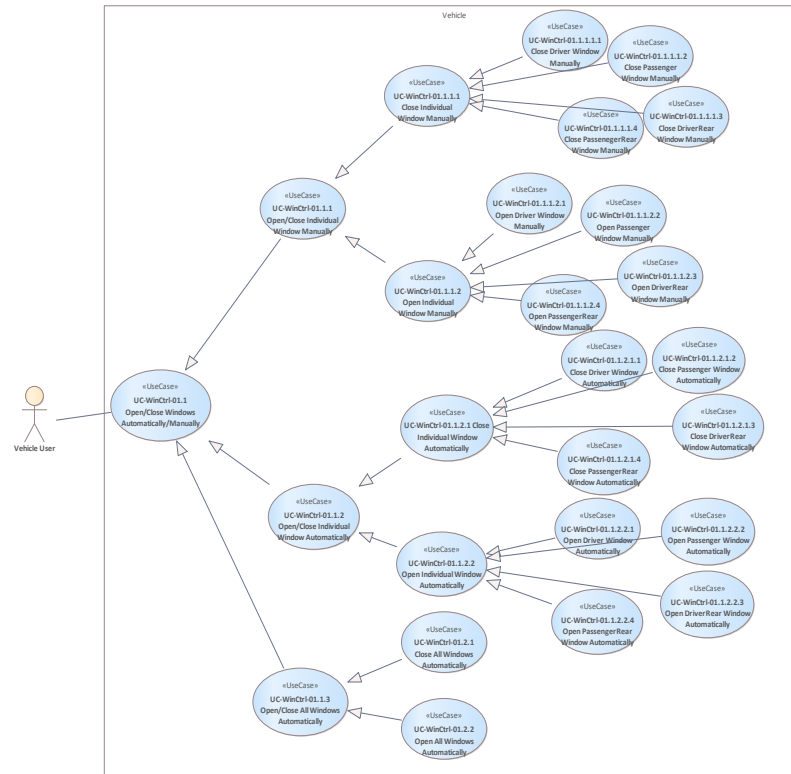 Vehicle
«UseCase»
UC-WinCtrl-01.1.1.1.1
Close Driver Window
Manually
«UseCase»
UC-WinCtrl-01.1.1.1.2
Close Passenger
Window Manually
«UseCase»
UC-WinCtrl-01.1.1.1
Close Individual
Window Manually
«UseCase»
UC-WinCtrl-01.1.1.1.3
Close DriverRear
Window Manually
«UseCase»
UC-WinCtrl-01.1.1.1.4
Close PassenegerRear
Window Manually
«UseCase»
UC-WinCtrl-01.1.1
Open/Close Individual
Window Manually
«UseCase»
UC-WinCtrl-01.1.1.2.1
Open Driver Window
Manually
«UseCase»
UC-WinCtrl-01.1.1.2.2
Open Passenger
Window Manually
«UseCase»
UC-WinCtrl-01.1.1.2
Open Individual
Window Manually
«UseCase»
UC-WinCtrl-01.1.1.2.3
Open DriverRear
Window Manually
«UseCase»
UC-WinCtrl-01.1.1.2.4
Open PassengerRear
Window Manually
«UseCase»
UC-WinCtrl-01.1.2.1.1
Close Driver Window
Automatically
«UseCase»
UC-WinCtrl-01.1.2.1.2
Close Passenger Window
Automatically
«UseCase»
UC-WinCtrl-01.1
Open/Close Windows
Automatically/Manually
Vehicle User
«UseCase»
UC-WinCtrl-01.1.2.1 Close
Individual Window
Automatically
«UseCase»
UC-WinCtrl-01.1.2.1.3
Close DriverRear
Window Automatically
«UseCase»
UC-WinCtrl-01.1.2.1.4
Close PassengerRear
Window Automatically
«UseCase»
UC-WinCtrl-01.1.2
Open/Close Individual
Window Automatically
«UseCase»
UC-WinCtrl-01.1.2.2.1
Open Driver Window
Automatically
«UseCase»
UC-WinCtrl-01.1.2.2.2
Open Passenger Window
Automatically
«UseCase»
UC-WinCtrl-01.1.2.2
Open Individual Window
Automatically
«UseCase»
UC-WinCtrl-01.1.2.2.3
Open DriverRear Window
Automatically
«UseCase»
UC-WinCtrl-01.1.2.2.4
Open PassengerRear
Window Automatically
«UseCase»
UC-WinCtrl-01.2.1
Close All Windows
Automatically
«UseCase»
UC-WinCtrl-01.1.3
Open/Close All Windows
Automatically
«UseCase»
UC-WinCtrl-01.2.2
Open All Windows
Automatically